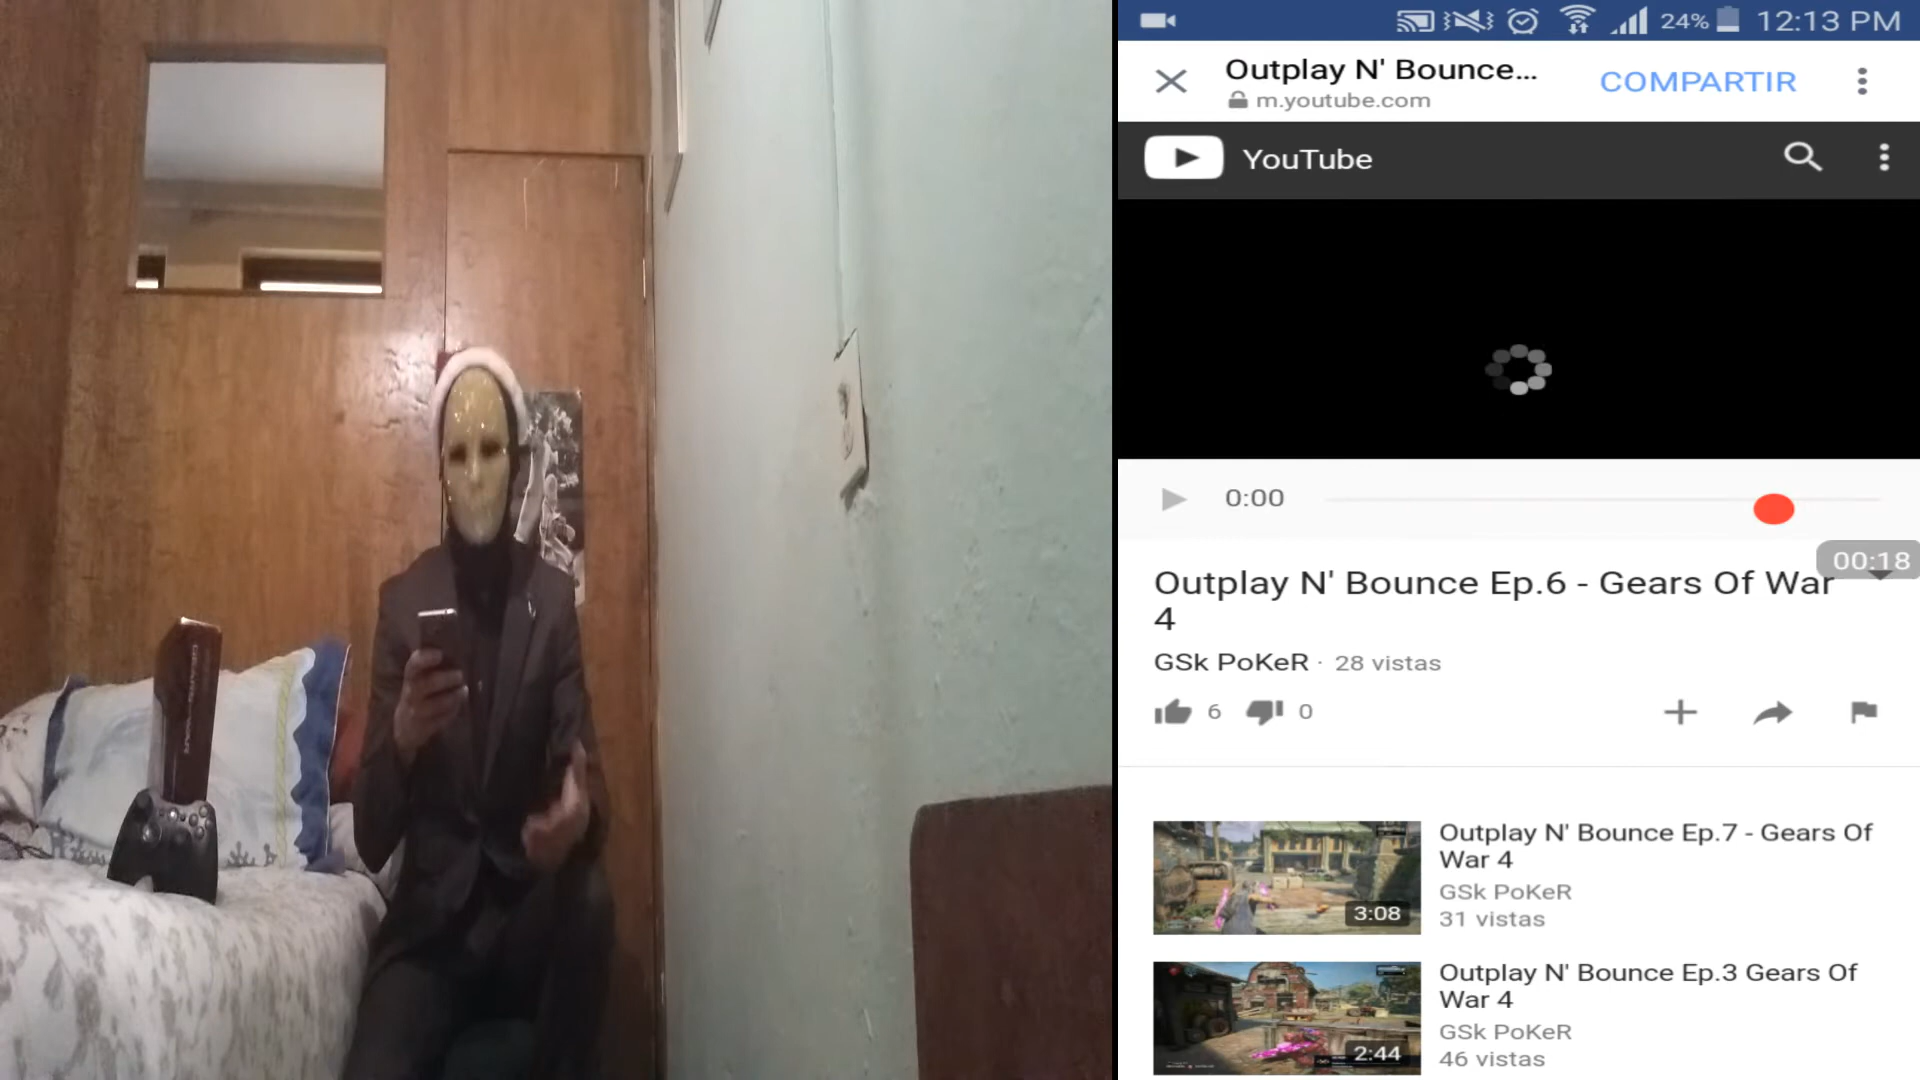 24% 12:13 PM
Outplay N' Bounce...
m.youtube.com
COMPARTIR
YouTube
0:00
00:18
Outplay N' Bounce Ep.6 - Gears Of War
4
GSk PoKeR · 28 vistas
6 0
Outplay N' Bounce Ep.7 - Gears Of
War 4
GSk PoKeR
31 vistas
3:08
Outplay N' Bounce Ep.3 Gears Of
War 4
GSk PoKeR
46 vistas
2:44